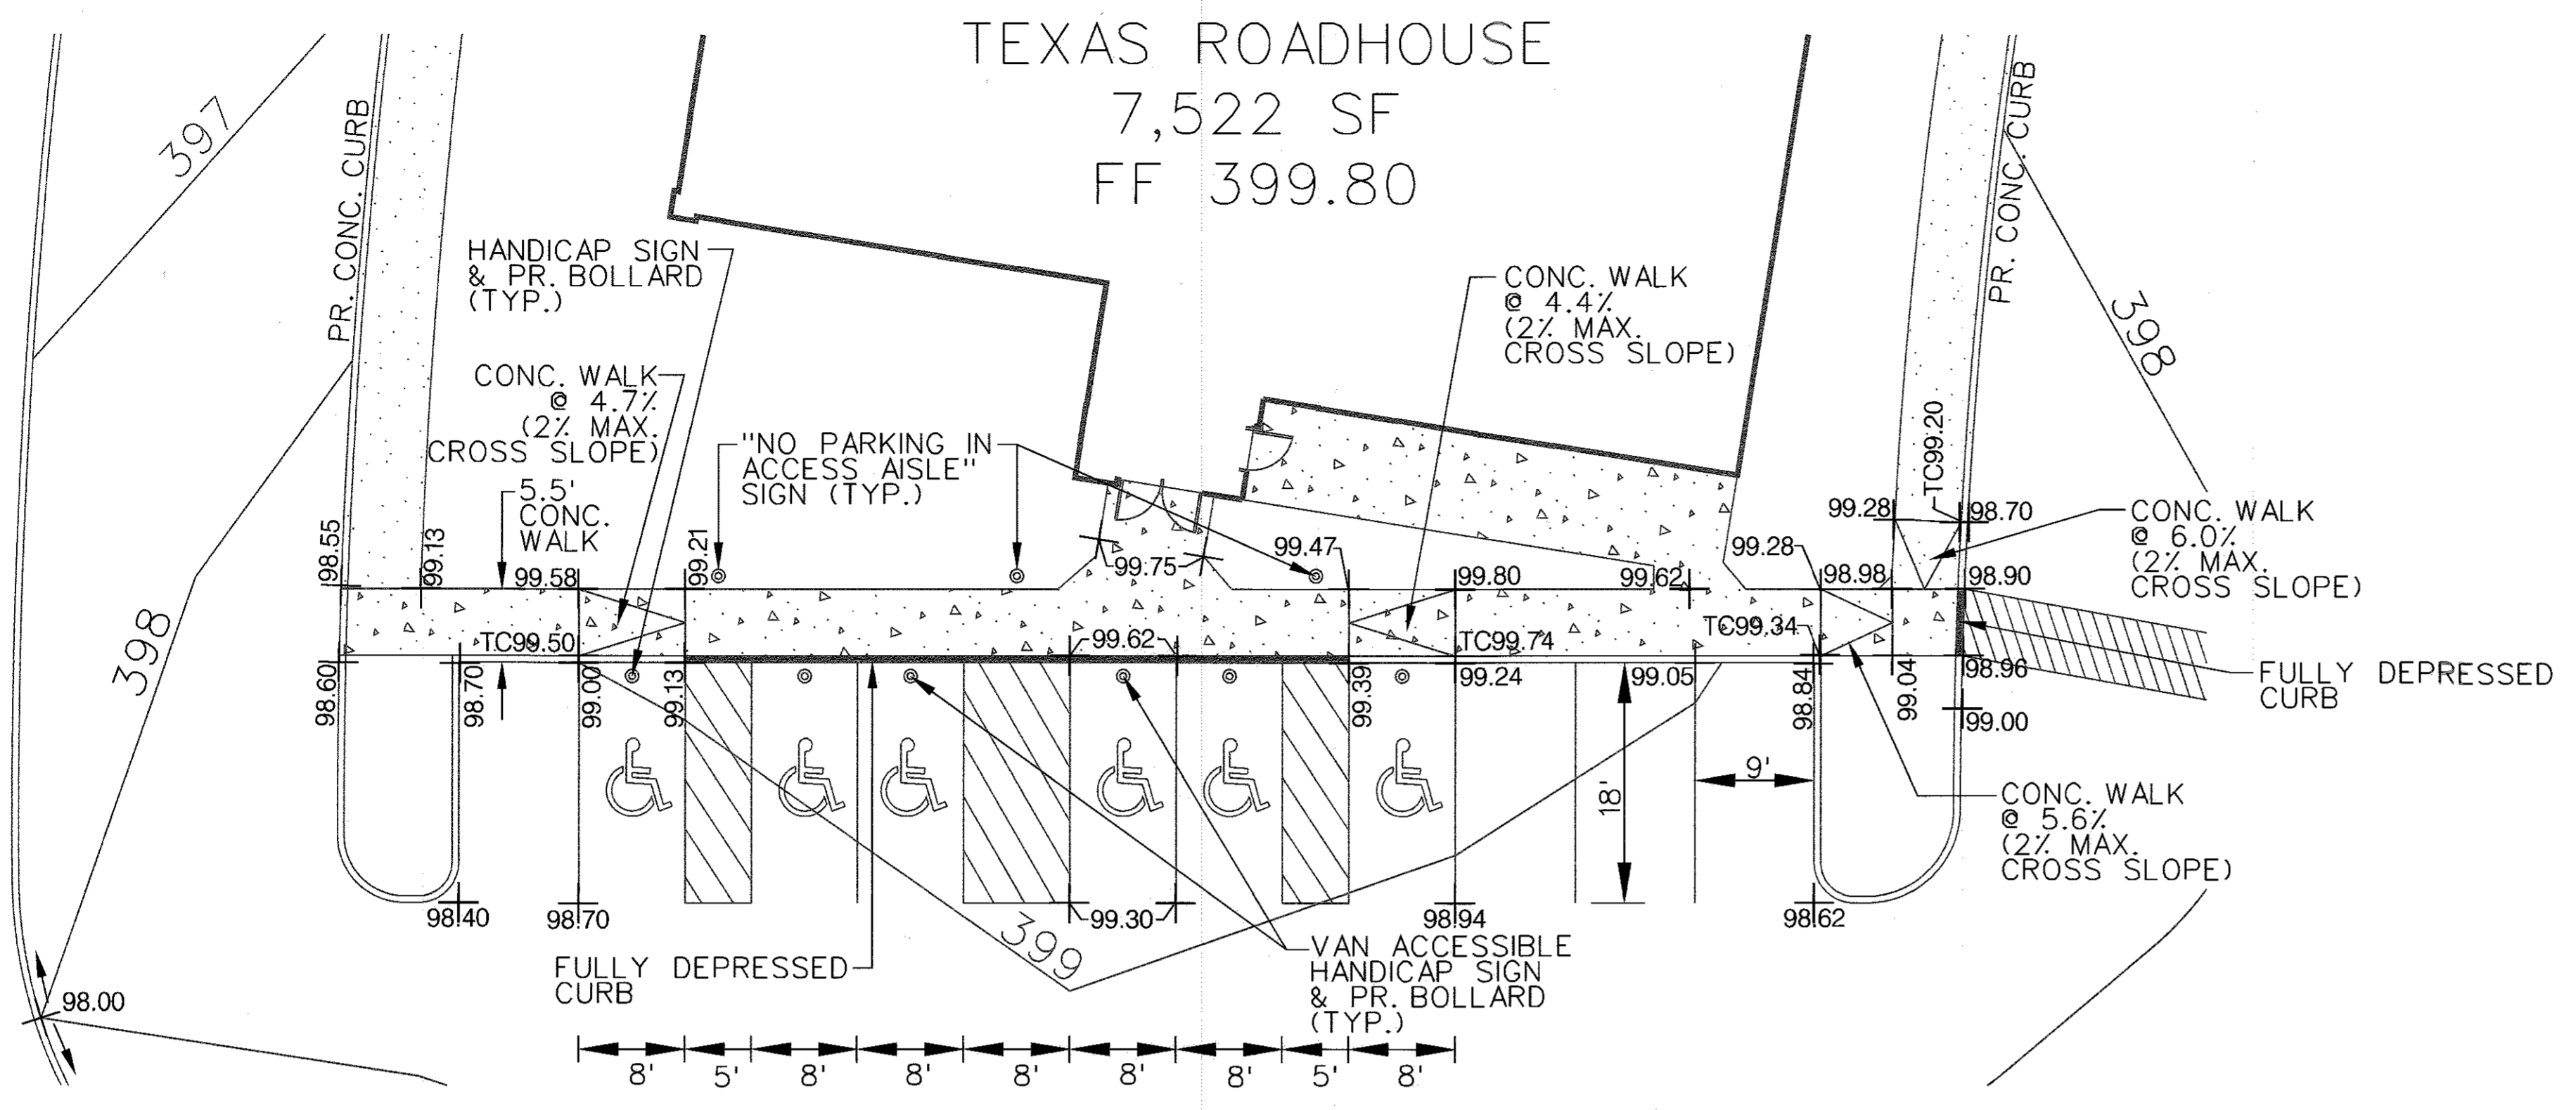 TEXAS ROADHOUSE
7,522 SF
FF 399.80
397
PR. CONC. CURB
PR. CONC. CURB
HANDICAP SIGN
& PR. BOLLARD
(TYP.)
CONC. WALK
@ 4.4%
(2% MAX.
CROSS SLOPE)
398
CONC. WALK
@ 4.7%
(2% MAX.
CROSS SLOPE)
"NO PARKING IN
ACCESS AISLE"
SIGN (TYP.)
5.5'
CONC.
WALK
TC99.20
99.28
98.70
CONC. WALK
@ 6.0%
(2% MAX.
CROSS SLOPE)
98.55
99.13
99.58
99.21
99.75
99.47
99.80
99.62
99.28
98.98
98.90
398
TC99.50
99.62
TC99.74
TC99.34
98.60
98.70
99.00
99.13
99.39
99.24
99.05
98.84
99.04
98.96
99.00
FULLY DEPRESSED
CURB
18'
9'
CONC. WALK
@ 5.6%
(2% MAX.
CROSS SLOPE)
98.40
98.70
99.30
98.94
98.62
399
FULLY DEPRESSED
CURB
VAN ACCESSIBLE
HANDICAP SIGN
& PR. BOLLARD
(TYP.)
98.00
8'
5'
8'
8'
8'
8'
8'
5'
8'